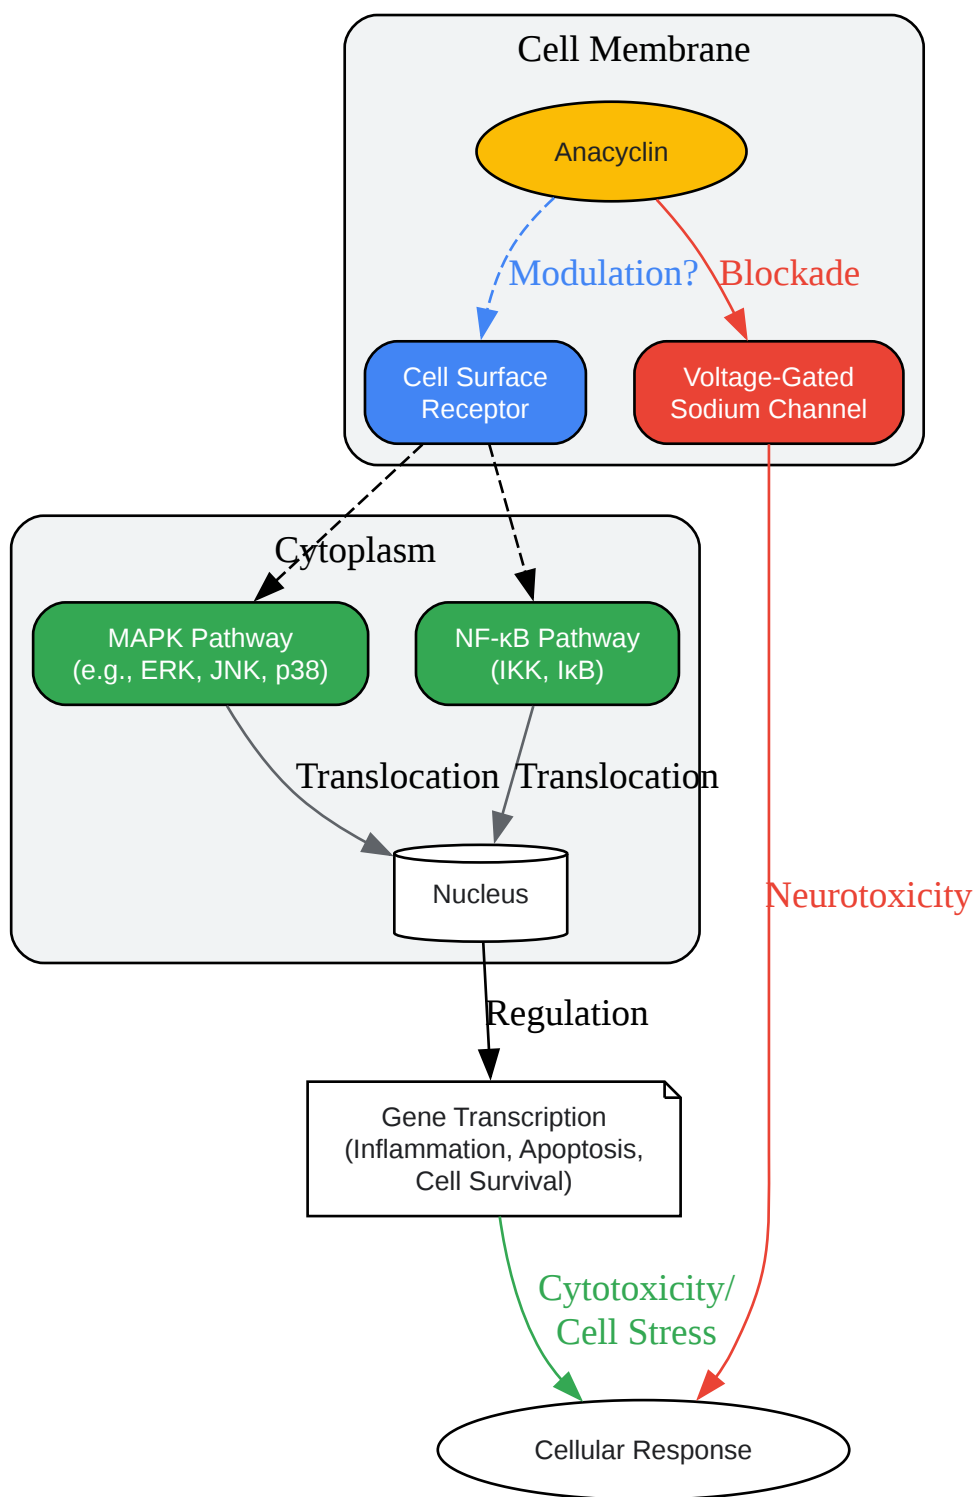 Cell Membrane
Anacyclin
Modulation?
Blockade
Cell Surface
Receptor
Voltage-Gated
Sodium Channel
Cytoplasm
MAPK Pathway
(e.g., ERK, JNK, p38)
NF-κB Pathway
(IKK, IκB)
Translocation
Translocation
Nucleus
Neurotoxicity
Regulation
Gene Transcription
(Inflammation, Apoptosis,
Cell Survival)
Cytotoxicity/
Cell Stress
Cellular Response